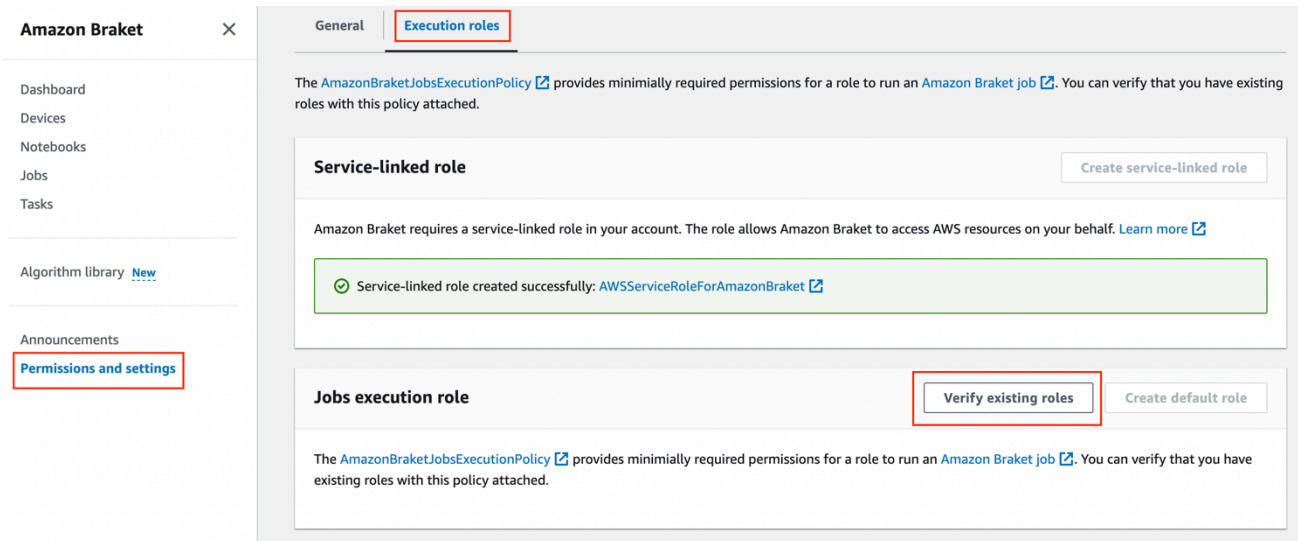 Amazon Braket
Dashboard
Devices
Notebooks
Jobs
Tasks
Algorithm library New
Announcements
Permissions and settings
General Execution roles
The AmazonBraketJobsExecutionPolicy provides minimially required permissions for a role to run an Amazon Braket job . You can verify that you have existing
roles with this policy attached.
Service-linked role Create service-linked role
Amazon Braket requires a service-linked role in your account. The role allows Amazon Braket to access AWS resources on your behalf. Learn more
Service-linked role created successfully: AWSServiceRoleForAmazonBraket
Jobs execution role Verify existing roles Create default role
The AmazonBraketJobsExecutionPolicy provides minimially required permissions for a role to run an Amazon Braket job . You can verify that you have
existing roles with this policy attached.